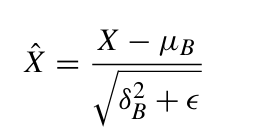 X̂ = (X − μ_B) / √(δ_B² + ϵ)